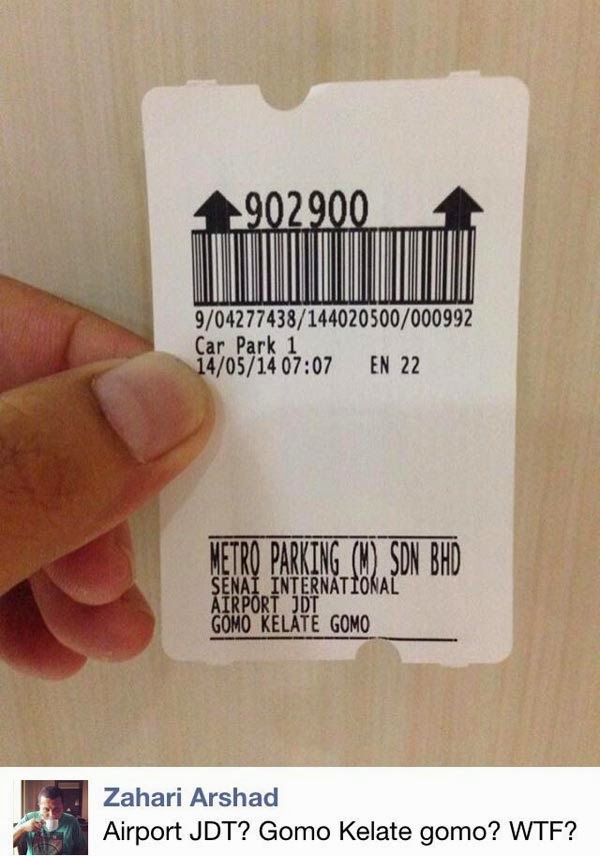 902900
9/04277438/144020500/000992
Car Park 1
14/05/14 07:07 EN 22
METRO PARKING (M) SDN BHD
SENAI INTERNATIONAL
AIRPORT JDT
GOMO KELATE GOMO
Zahari Arshad
Airport JDT? Gomo Kelate gomo? WTF?